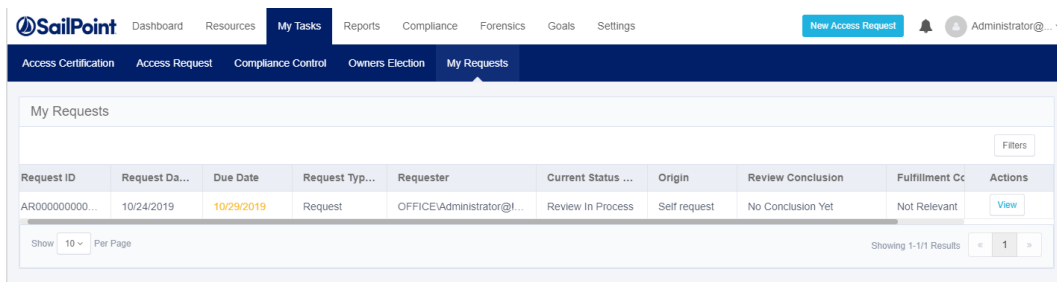 SailPoint Dashboard Resources My Tasks Reports Compliance Forensics Goals Settings New Access Request Administrator@...
Access Certification Access Request Compliance Control Owners Election My Requests
My Requests
Filters
Request ID Request Da... Due Date Request Typ... Requester Current Status ... Origin Review Conclusion Fulfillment Co Actions
AR000000000... 10/24/2019 10/29/2019 Request OFFICE\Administrator@I... Review In Process Self request No Conclusion Yet Not Relevant View
Show 10 Per Page Showing 1-1/1 Results « 1 »